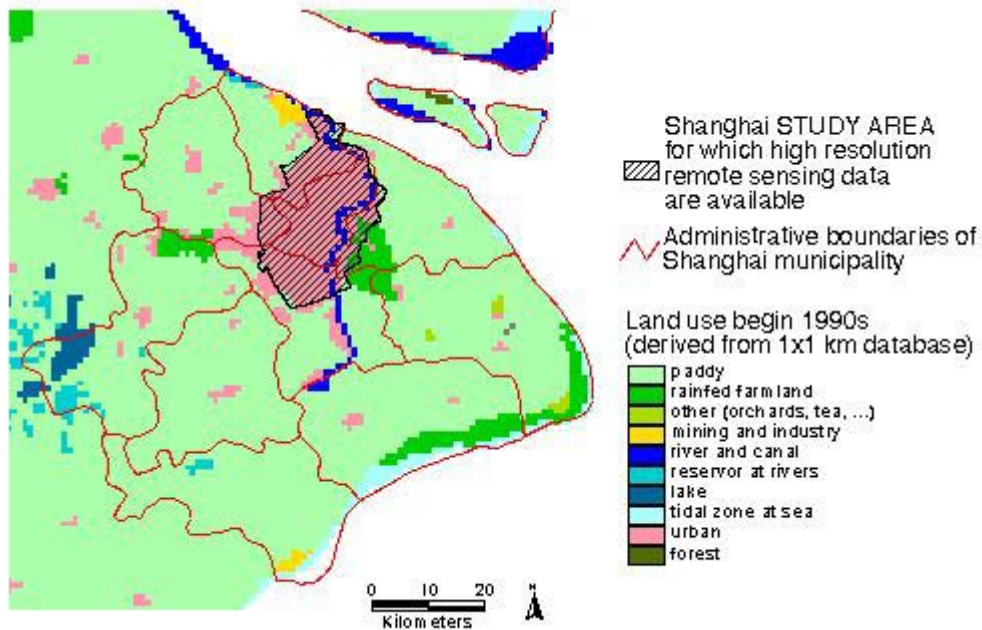 Shanghai STUDY AREA
for which high resolution
remote sensing data
are available
Administrative boundaries of
Shanghai municipality
Land use begin 1990s
(derived from 1x1 km database)
paddy
rainfed farmland
other (orchards, tea, ...)
mining and industry
river and canal
reservor at rivers
lake
tidal zone at sea
urban
forest
0 10 20
Kilometers
N